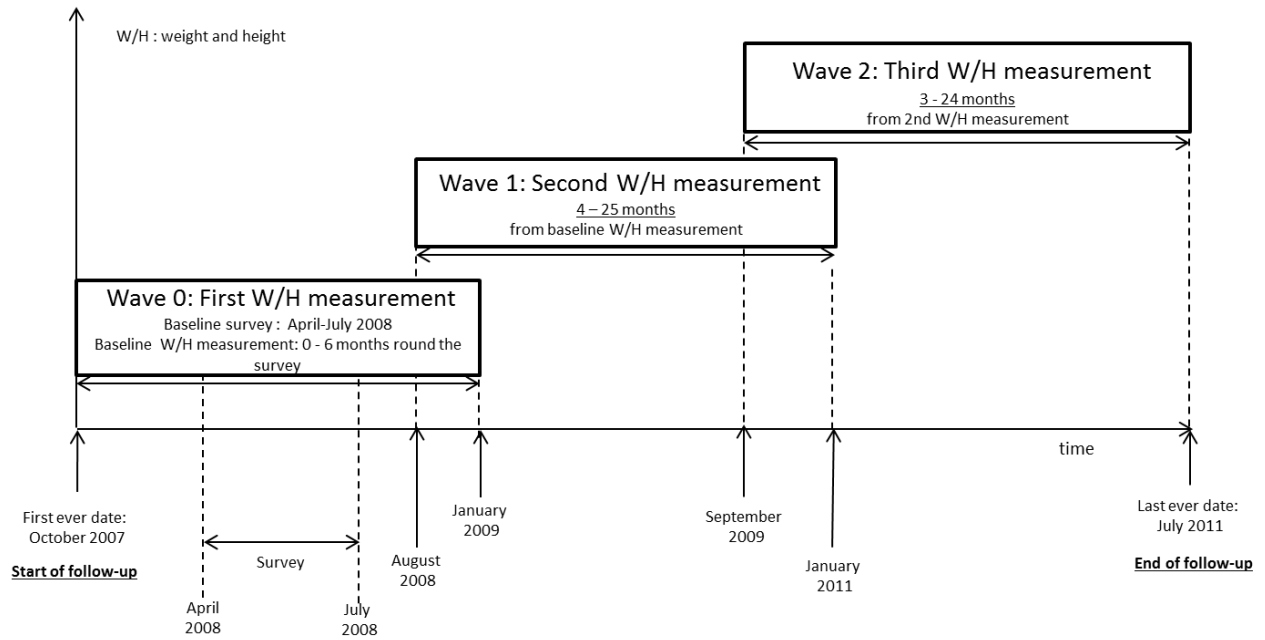 W/H : weight and height
Wave 2: Third W/H measurement
3 - 24 months
from 2nd W/H measurement
Wave 1: Second W/H measurement
4 – 25 months
from baseline W/H measurement
Wave 0: First W/H measurement
Baseline survey : April-July 2008
Baseline W/H measurement: 0 - 6 months round the
survey
time
First ever date:
October 2007
Start of follow-up
April
2008
Survey
July
2008
August
2008
January
2009
September
2009
January
2011
Last ever date:
July 2011
End of follow-up